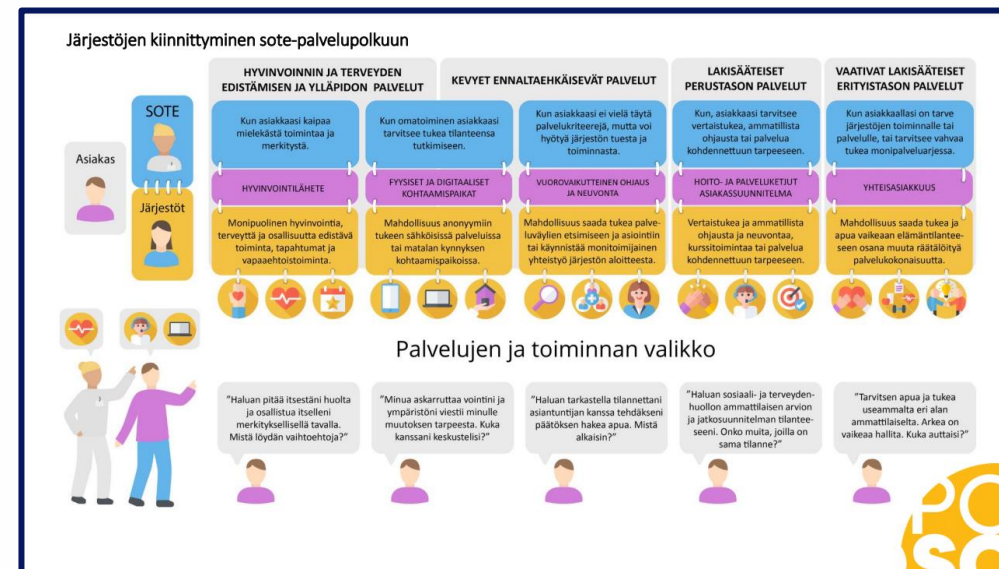 Järjestöjen kiinnittyminen sote-palvelupolkuun
HYVINVOINNIN JA TERVEYDEN
EDISTÄMISEN JA YLLÄPIDON PALVELUT
KEVYET ENNALTAEHKÄISEVÄT PALVELUT
LAKISÄÄTEISET
PERUSTASON PALVELUT
VAATIVAT LAKISÄÄTEISET
ERITYISTASON PALVELUT
Asiakas
SOTE
Järjestöt
Kun asiakkaasi kaipaa
mielekästä toimintaa ja
merkitystä.
Kun omatoiminen asiakkaasi
tarvitsee tukea tilanteensa
tutkimiseen.
Kun asiakkaasi ei vielä täytä
palvelukriteerejä, mutta voi
hyötyä järjestön tuesta ja
toiminnasta.
Kun, asiakkaasi tarvitsee
vertaistukea, ammatillista
ohjausta tai palvelua
kohdennettuun tarpeeseen.
Kun asiakkaallasi on tarve
järjestöjen toiminnalle tai
palvelulle, tai tarvitsee vahvaa
tukea monipalveluarjessa.
HYVINVOINTILÄHETE
FYYSISET JA DIGITAALISET
KOHTAAMISPAIKAT
VUOROVAIKUTTEINEN OHJAUS
JA NEUVONTA
HOITO- JA PALVELUKETJUT
ASIAKASSUUNNITELMA
YHTEISASIAKKUUS
Monipuolinen hyvinvointia,
terveyttä ja osallisuutta edistävä
toiminta, tapahtumat ja
vapaaehtoistoiminta.
Mahdollisuus anonyymiin
tukeen sähköisissä palveluissa
tai matalan kynnyksen
kohtaamispaikoissa.
Mahdollisuus saada tukea palve-
luväylien etsimiseen ja asiointiin
tai käynnistää monitoimijainen
yhteistyö järjestön aloitteesta.
Vertaistukea ja ammatillista
ohjausta ja neuvontaa,
kurssitoimintaa tai palvelua
kohdennettuun tarpeeseen.
Mahdollisuus saada tukea ja
apua vaikeaan elämäntilantee-
seen osana muuta räätälöityä
palvelukokonaisuutta.
Palvelujen ja toiminnan valikko
"Haluan pitää itsestäni huolta
ja osallistua itselleni
merkityksellisellä tavalla.
Mistä löydän vaihtoehtoja?"
"Minua askarruttaa vointini ja
ympäristöni viestii minulle
muutoksen tarpeesta. Kuka
kanssani keskustelisi?"
"Haluan tarkastella tilannettani
asiantuntijan kanssa tehdäkseni
päätöksen hakea apua. Mistä
alkaisin?"
"Haluan sosiaali- ja terveyden-
huollon ammattilaisen arvion
ja jatkosuunnitelman tilantee-
seeni. Onko muita, joilla on
sama tilanne?"
"Tarvitsen apua ja tukea
useammalta eri alan
ammattilaiselta. Arkea on
vaikeaa hallita. Kuka auttaisi?"